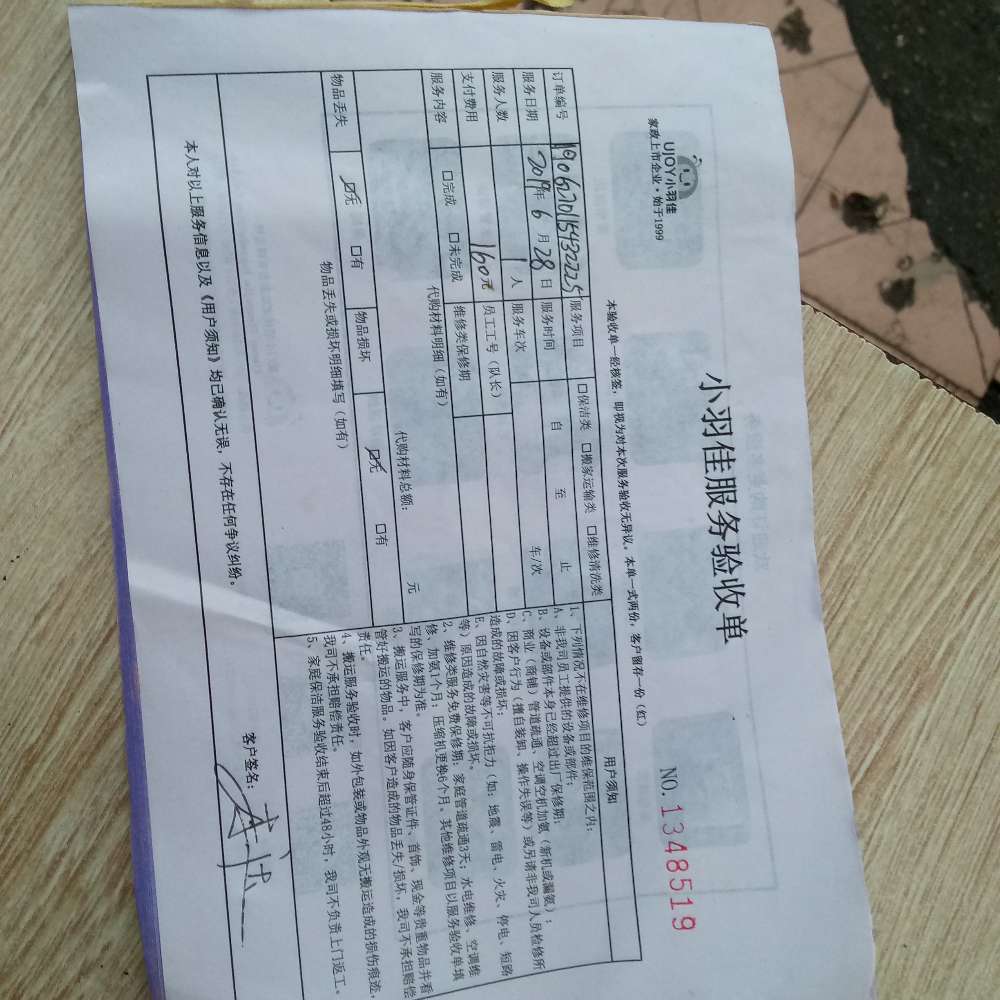 UJOY小羽佳
家政上市企业·始于1999
小羽佳服务验收单
NO. 1348519
本验收单一经核签，即视为对本次服务验收无异议。本单一式两份，客户留存一份（红）
订单编号 19062701154322225 服务项目 □保洁类 □搬家运输类 □维修清洗类
服务日期 2019年 6 月 28 日 服务时间 自 至 止
服务人数 1 人 服务车次 车/次
支付费用 160元 员工工号（队长）
服务内容 □完成 □未完成 维修类保修期
代购材料明细（如有）
代购材料总额： 元
物品丢失 ☑无 □有 物品损坏 ☑无 □有
物品丢失或损坏明细填写（如有）
用户须知
1、下列情况不在维修项目的维保范围之内：
A、非我司员工提供的设备或部件；
B、设备或部件本身已经超过出厂保修期；
C、商业（商铺）管道疏通、空调空机加氨（新机或漏氨）；
D、因客户行为（擅自装卸、操作失误等）或另请非我司人员检修所
造成的故障或损坏；
E、因自然灾害等不可抗拒力（如：地震、雷电、火灾、停电、短路
等）原因造成的故障或损坏。
2、维修类服务免费保修期：家庭管道疏通3天；水电维修、空调维
修、加氨1个月；压缩机更换6个月。其他维修项目以服务验收单填
写的保修期为准。
3、搬运服务中，客户应随身保管证件、首饰、现金等贵重物品并看
管好搬运的物品。如因客户造成的物品丢失/损坏，我司不承担赔偿
责任。
4、搬运服务验收时，如外包装或物品外观无搬运造成的损伤痕迹，
我司不承担赔偿责任。
5、家庭保洁服务验收结束后超过48小时，我司不负责上门返工。
本人对以上服务信息以及《用户须知》均已确认无误，不存在任何争议纠纷。
客户签名：